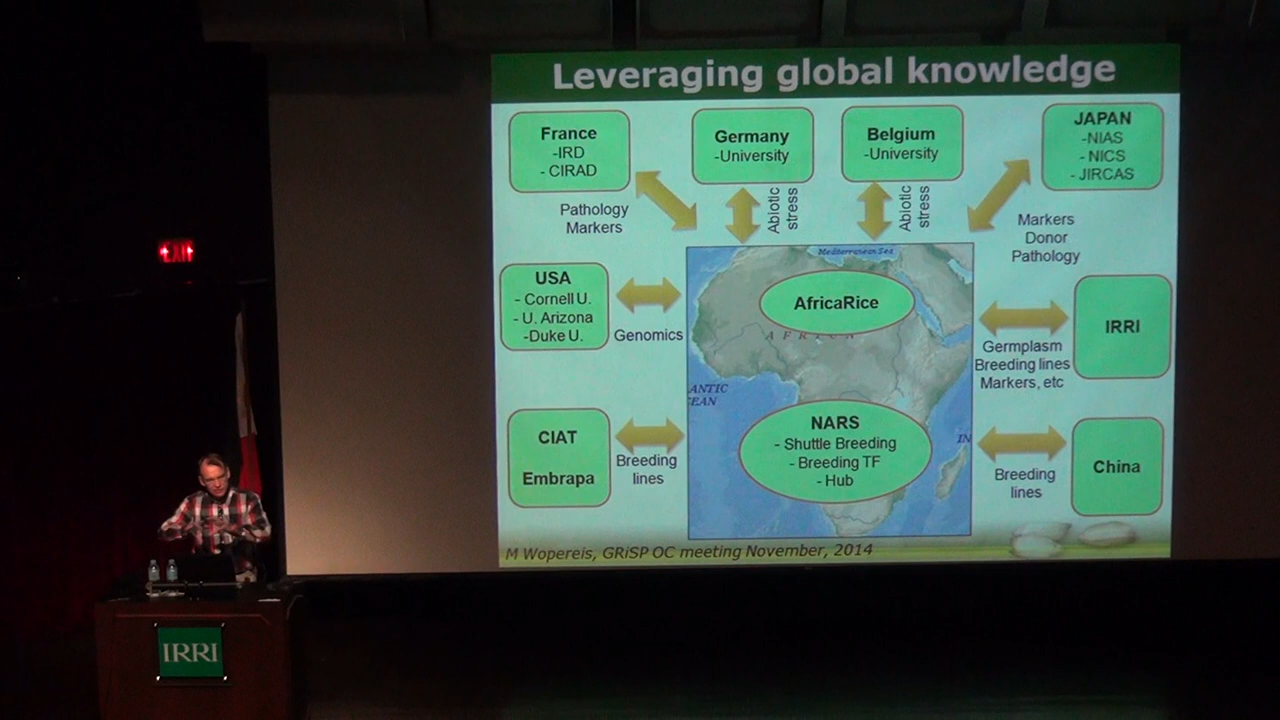 Leveraging global knowledge
France
-IRD
- CIRAD
Germany
-University
Belgium
-University
JAPAN
-NIAS
- NICS
- JIRCAS
Pathology
Markers
Abiotic
stress
Abiotic
stress
Markers
Donor
Pathology
Mediterranean Sea
USA
- Cornell U.
- U. Arizona
-Duke U.
Genomics
AfricaRice
AFRICA
IRRI
Germplasm
Breeding lines
Markers, etc
ANTIC
EAN
CIAT
Embrapa
Breeding
lines
NARS
- Shuttle Breeding
- Breeding TF
- Hub
IN
Breeding
lines
China
M Wopereis, GRiSP OC meeting November, 2014
EXIT
IRRI